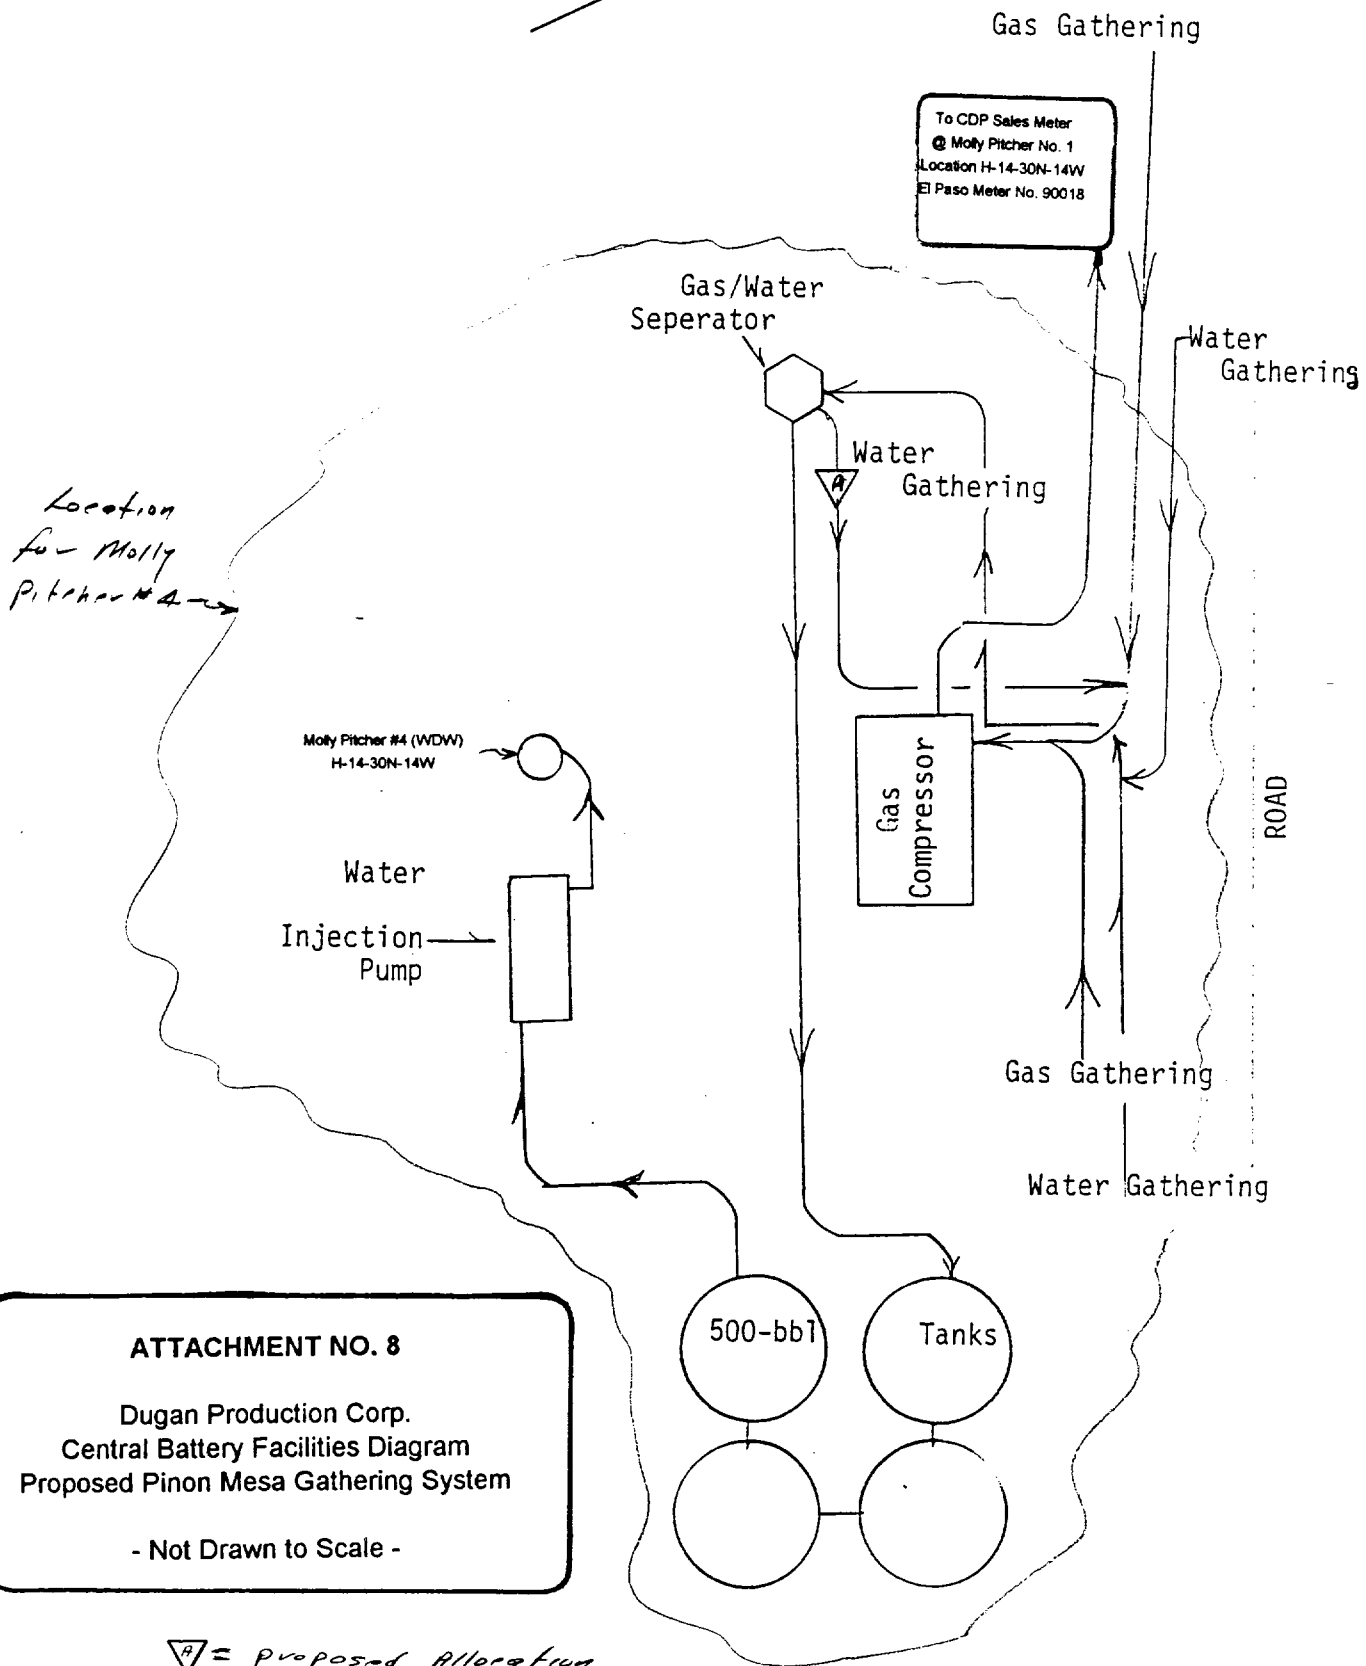 Gas Gathering
To CDP Sales Meter
@ Molly Pitcher No. 1
Location H-14-30N-14W
El Paso Meter No. 90018
Gas/Water
Seperator
Water
Gathering
Water
Gathering
A
Location
for Molly
Pitcher #4
Molly Pitcher #4 (WDW)
H-14-30N-14W
Gas
Compressor
ROAD
Water
Injection
Pump
Gas Gathering
Water Gathering
500-bbl
Tanks
ATTACHMENT NO. 8
Dugan Production Corp.
Central Battery Facilities Diagram
Proposed Pinon Mesa Gathering System
- Not Drawn to Scale -
A = proposed Allocation